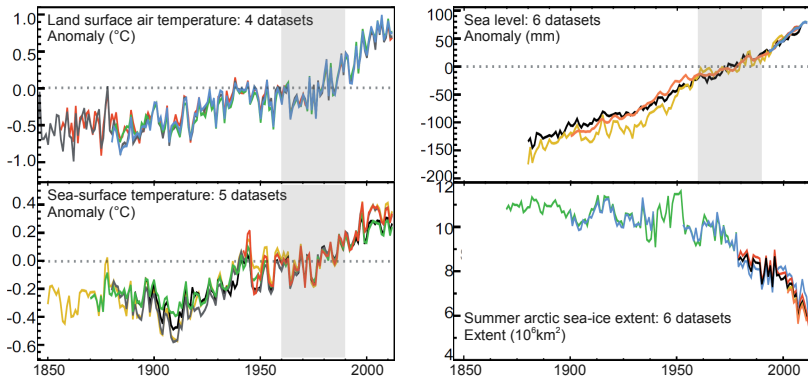 Land surface air temperature: 4 datasets
Anomaly (°C)
1.0
0.5
0.0
-0.5
-1.0
Sea-surface temperature: 5 datasets
Anomaly (°C)
0.4
0.2
0.0
-0.2
-0.4
-0.6
1850 1900 1950 2000
Sea level: 6 datasets
Anomaly (mm)
100
50
0
-50
-100
-150
-200
12
10
8
6
4
Summer arctic sea-ice extent: 6 datasets
Extent (10⁶km²)
1850 1900 1950 2000